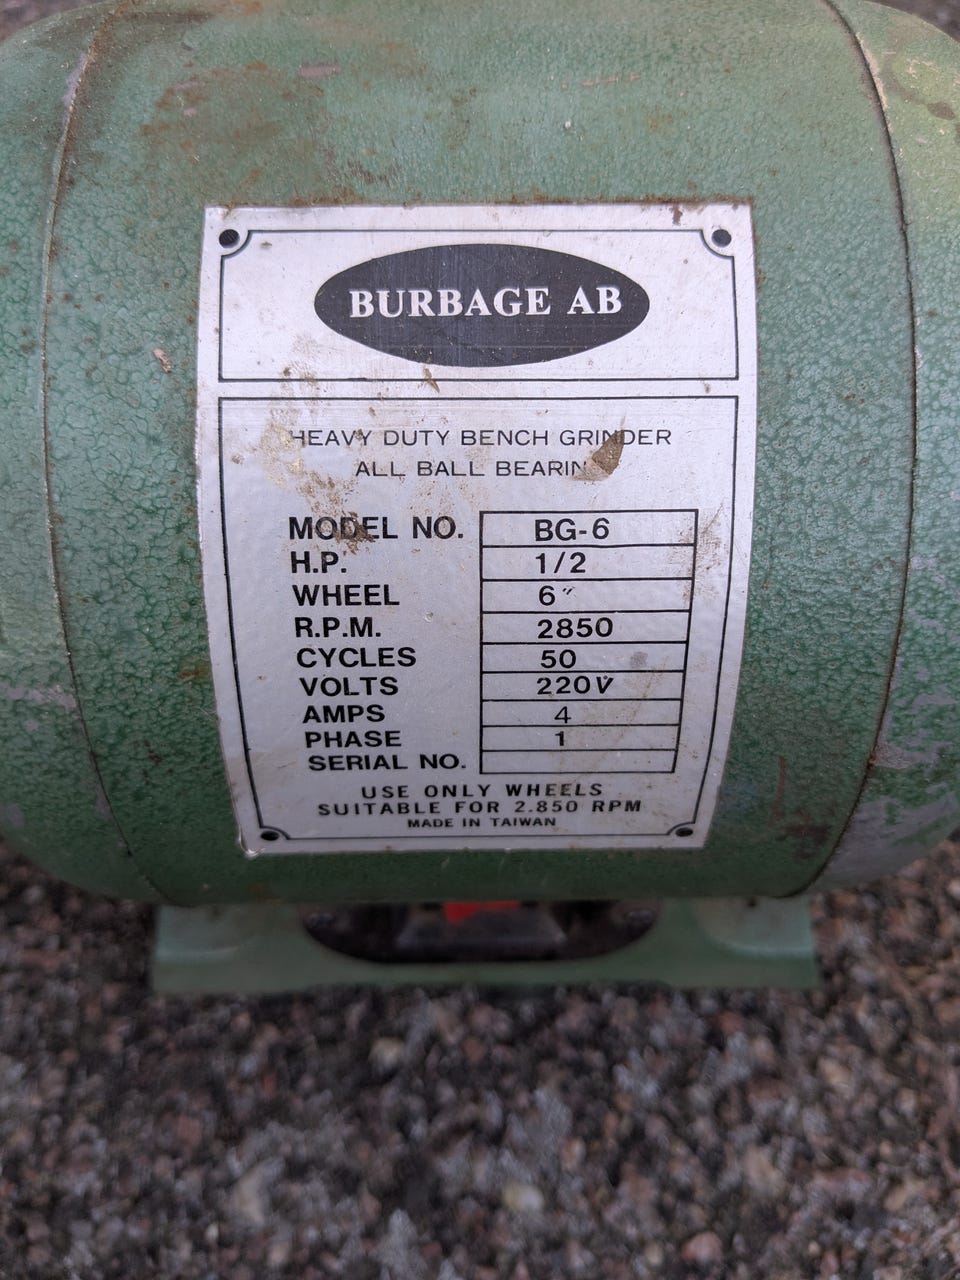 BURBAGE AB
HEAVY DUTY BENCH GRINDER
ALL BALL BEARIN
MODEL NO. BG-6
H.P. 1/2
WHEEL 6″
R.P.M. 2850
CYCLES 50
VOLTS 220V
AMPS 4
PHASE 1
SERIAL NO.
USE ONLY WHEELS
SUITABLE FOR 2.850 RPM
MADE IN TAIWAN